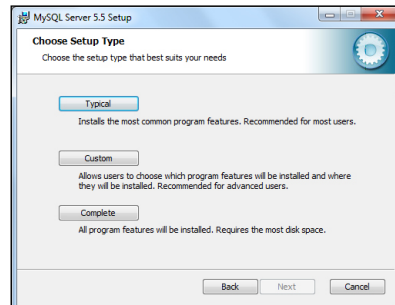 MySQL Server 5.5 Setup
Choose Setup Type
Choose the setup type that best suits your needs
Typical
Installs the most common program features. Recommended for most users.
Custom
Allows users to choose which program features will be installed and where
they will be installed. Recommended for advanced users.
Complete
All program features will be installed. Requires the most disk space.
Back Next Cancel